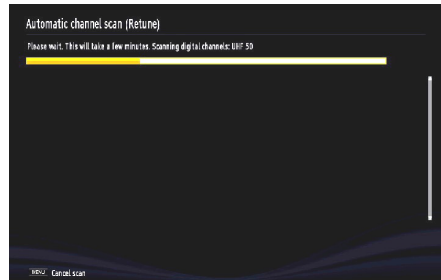 Automatic channel scan (Retune)
Please wait. This will take a few minutes. Scanning digital channels: UHF 50
MENU Cancel scan